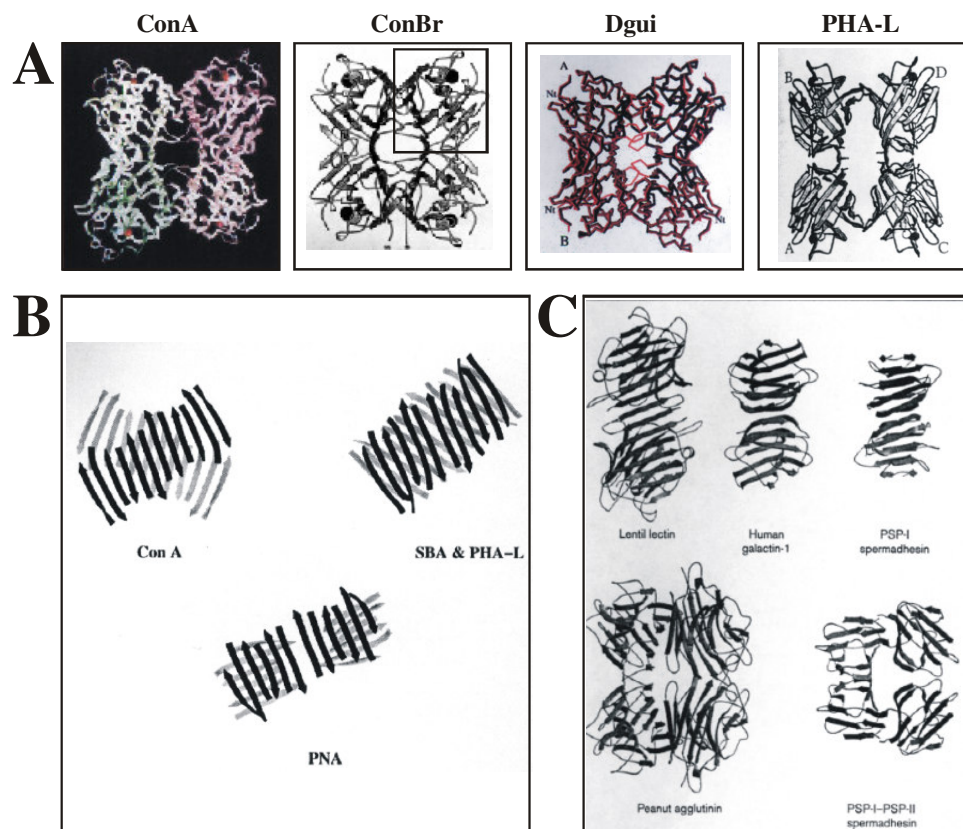 ConA
ConBr
Dgui
PHA-L
A
A
Nt
Nt
Nt
Nt
B
B
D
A
C
B
Con A
SBA & PHA–L
PNA
C
Lentil lectin
Human
galactin-1
PSP-I
spermadhesin
Peanut agglutinin
PSP-I–PSP-II
spermadhesin